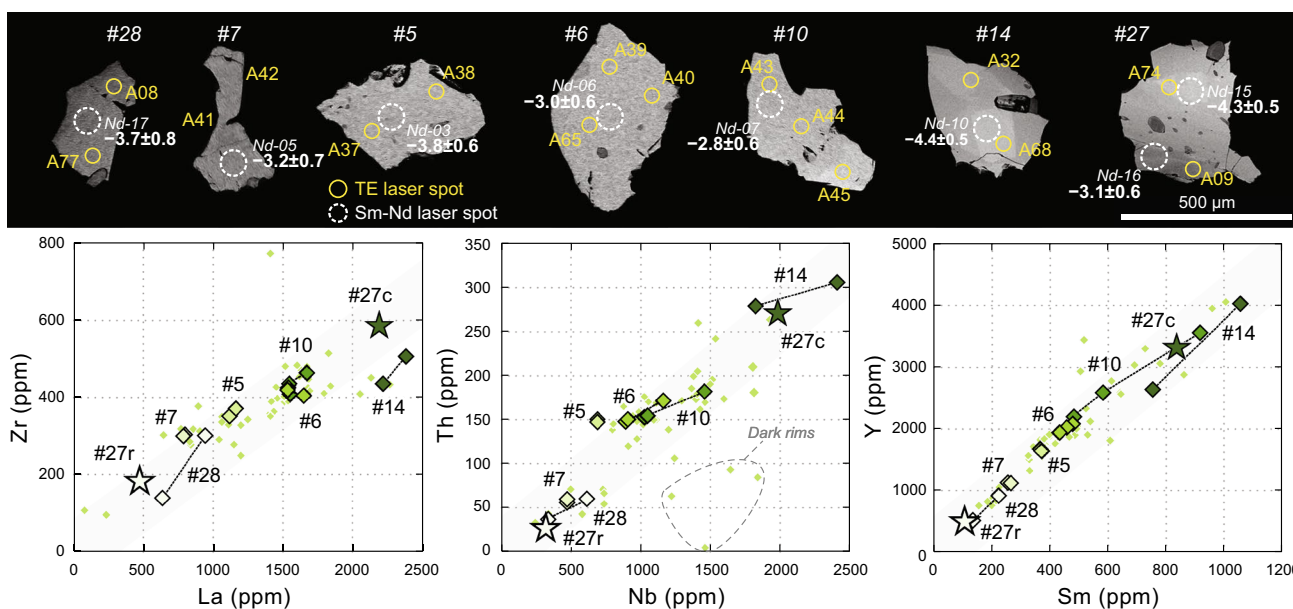 #28
#7
#5
#6
#10
#14
#27
A08
Nd-17
−3.7±0.8
A77
A42
A41
Nd-05
−3.2±0.7
A38
Nd-03
−3.8±0.6
A37
A39
Nd-06
−3.0±0.6
A40
A65
A43
Nd-07
−2.8±0.6
A44
A45
A32
Nd-10
−4.4±0.5
A68
A74
Nd-15
−4.3±0.5
Nd-16
−3.1±0.6
A09
TE laser spot
Sm-Nd laser spot
500 µm
Zr (ppm)
800
600
400
200
0
0
500
1000
1500
2000
2500
La (ppm)
#27c
#10
#5
#7
#6
#14
#27r
#28
Th (ppm)
350
300
250
200
150
100
50
0
0
500
1000
1500
2000
2500
Nb (ppm)
#14
#27c
#6
#5
#10
Dark rims
#7
#28
#27r
Y (ppm)
5000
4000
3000
2000
1000
0
0
200
400
600
800
1000
1200
Sm (ppm)
#27c
#14
#10
#6
#7
#5
#28
#27r